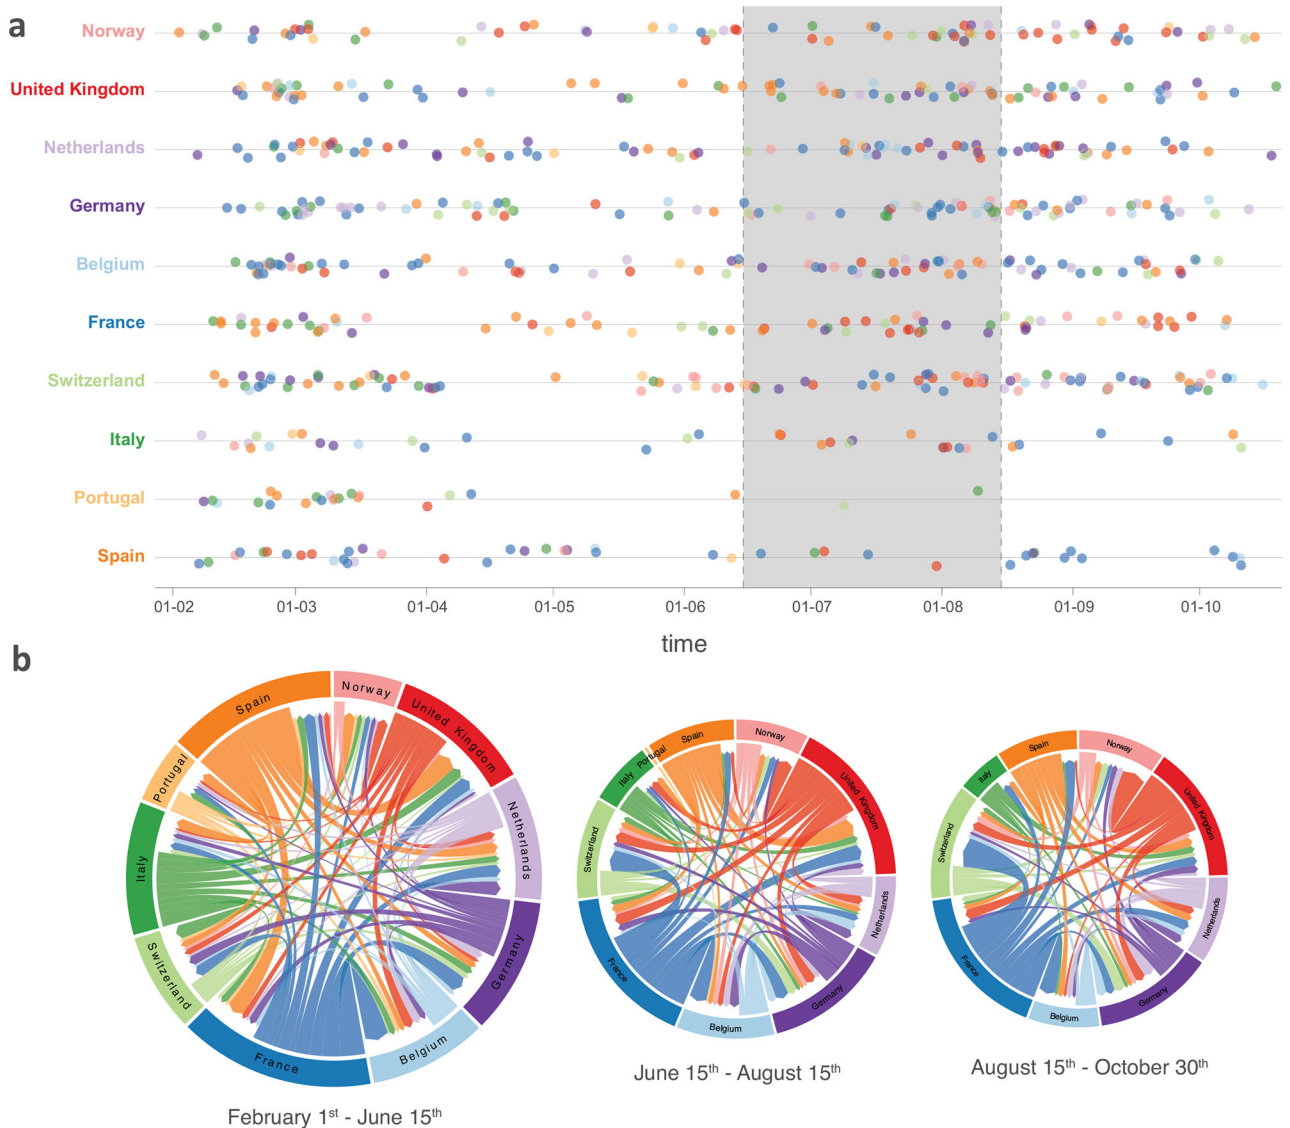 a
Norway
United Kingdom
Netherlands
Germany
Belgium
France
Switzerland
Italy
Portugal
Spain
01-02 01-03 01-04 01-05 01-06 01-07 01-08 01-09 01-10
time
b
Spain
Norway
United Kingdom
Netherlands
Germany
Belgium
France
Switzerland
Italy
Portugal
February 1st - June 15th
Spain
Norway
United Kingdom
Netherlands
Germany
Belgium
France
Switzerland
Italy
Portugal
June 15th - August 15th
Spain
Norway
United Kingdom
Netherlands
Germany
Belgium
France
Switzerland
Italy
August 15th - October 30th